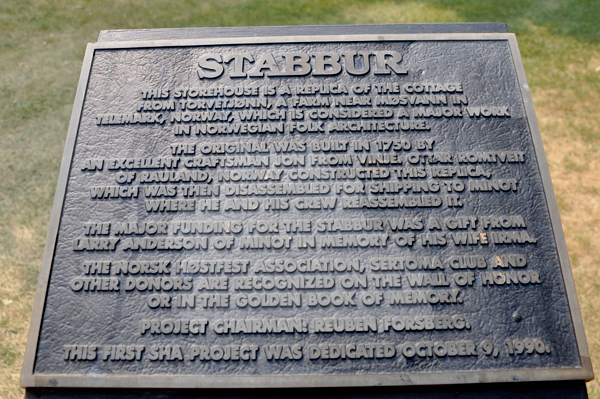 STABBUR
THIS STOREHOUSE IS A REPLICA OF THE COTTAGE
FROM TORVETJØNN, A FARM NEAR MØSVANN IN
TELEMARK, NORWAY, WHICH IS CONSIDERED A MAJOR WORK
IN NORWEGIAN FOLK ARCHITECTURE.
THE ORIGINAL WAS BUILT IN 1750 BY
AN EXCELLENT CRAFTSMAN JON FROM VINJE. OTTAR ROMTVEIT
OF RAULAND, NORWAY CONSTRUCTED THIS REPLICA,
WHICH WAS THEN DISASSEMBLED FOR SHIPPING TO MINOT
WHERE HE AND HIS CREW REASSEMBLED IT.
THE MAJOR FUNDING FOR THE STABBUR WAS A GIFT FROM
LARRY ANDERSON OF MINOT IN MEMORY OF HIS WIFE IRMA.
THE NORSK HØSTFEST ASSOCIATION, SERTOMA CLUB AND
OTHER DONORS ARE RECOGNIZED ON THE WALL OF HONOR
OR IN THE GOLDEN BOOK OF MEMORY.
PROJECT CHAIRMAN: REUBEN FORSBERG.
THIS FIRST SHA PROJECT WAS DEDICATED OCTOBER 9, 1990.